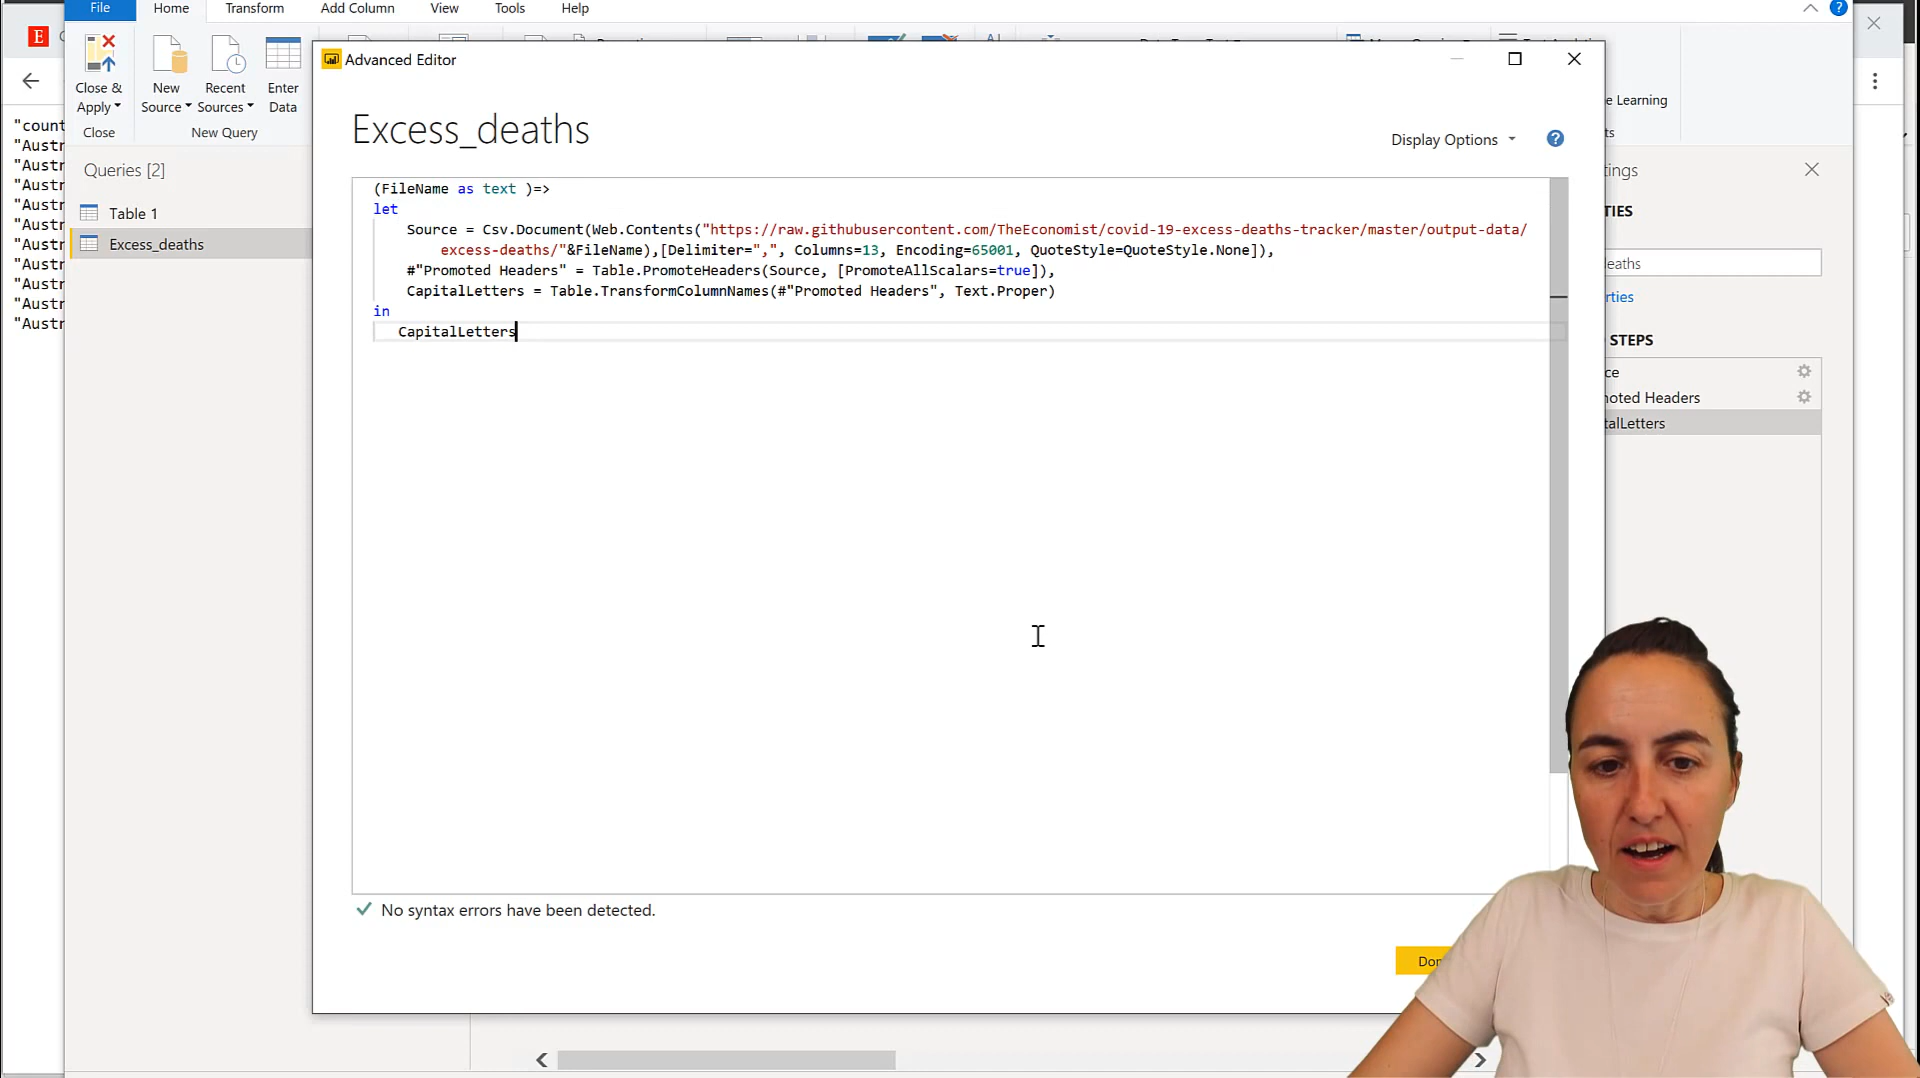 File Home Transform Add Column View Tools Help
Close &
Apply
Close
New
Source
Recent
Sources
Enter
Data
New Query
Queries [2]
Table 1
Excess_deaths
"count
"Austr
"Austr
"Austr
"Austr
"Austr
"Austr
"Austr
"Austr
"Austr
"Austr
Advanced Editor
Excess_deaths
Display Options
(FileName as text )=>
let
Source = Csv.Document(Web.Contents("https://raw.githubusercontent.com/TheEconomist/covid-19-excess-deaths-tracker/master/output-data/
excess-deaths/"&FileName),[Delimiter=",", Columns=13, Encoding=65001, QuoteStyle=QuoteStyle.None]),
#"Promoted Headers" = Table.PromoteHeaders(Source, [PromoteAllScalars=true]),
CapitalLetters = Table.TransformColumnNames(#"Promoted Headers", Text.Proper)
in
CapitalLetters
No syntax errors have been detected.
Don
e Learning
ts
tings
TIES
eaths
rties
STEPS
ce
noted Headers
talLetters